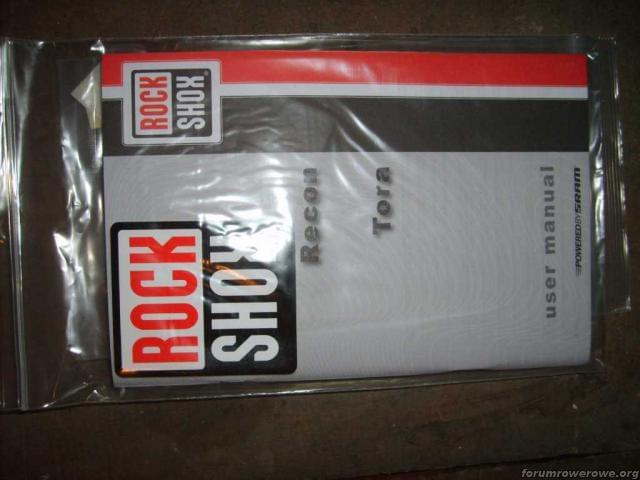 ROCK
SHOX®
ROCK
SHOX
Recon
Tora
user manual
POWERED BY SRAM
forumrowerowe.org